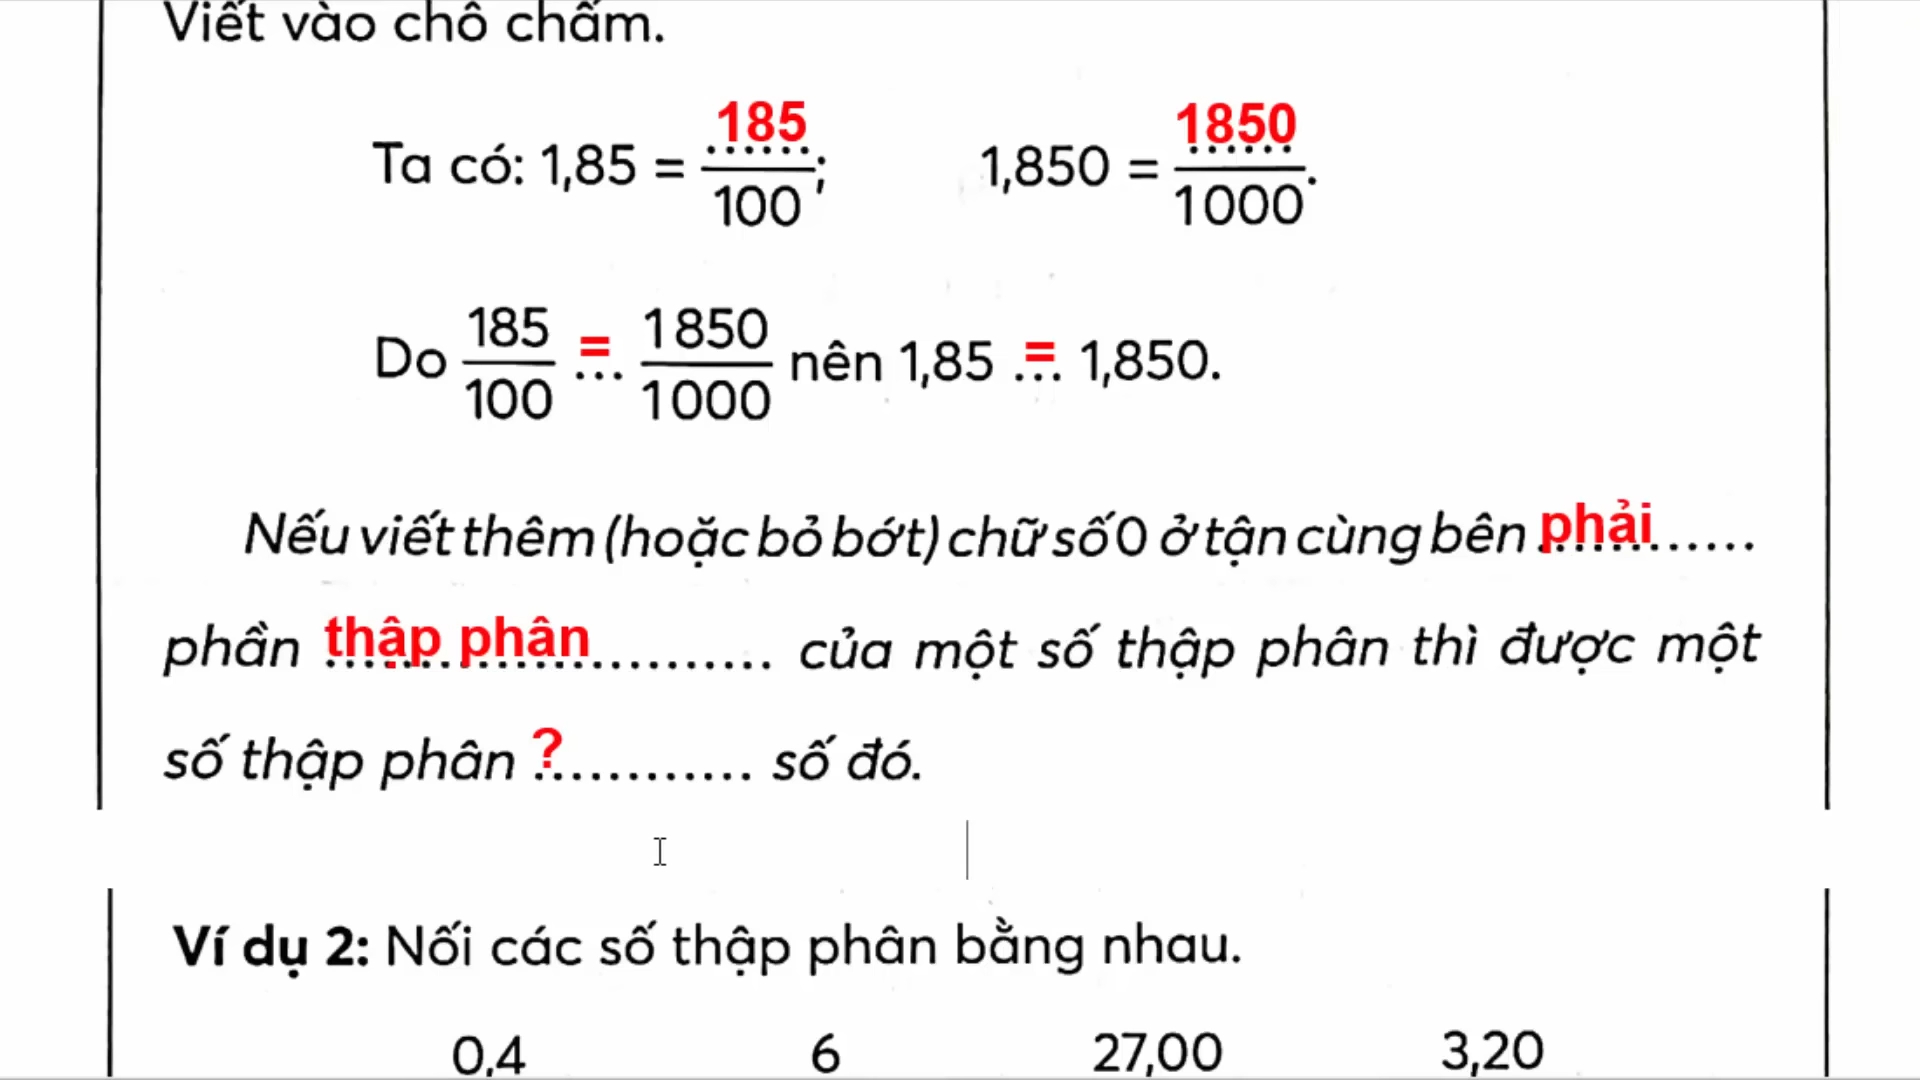 Viết vào chỗ chấm.
Ta có: 1,85 = 185/100; 1,850 = 1850/1000.
Do 185/100 = 1850/1000 nên 1,85 = 1,850.
Nếu viết thêm (hoặc bỏ bớt) chữ số 0 ở tận cùng bên phải
phần thập phân của một số thập phân thì được một
số thập phân ? số đó.
Ví dụ 2: Nối các số thập phân bằng nhau.
0,4 6 27,00 3,20